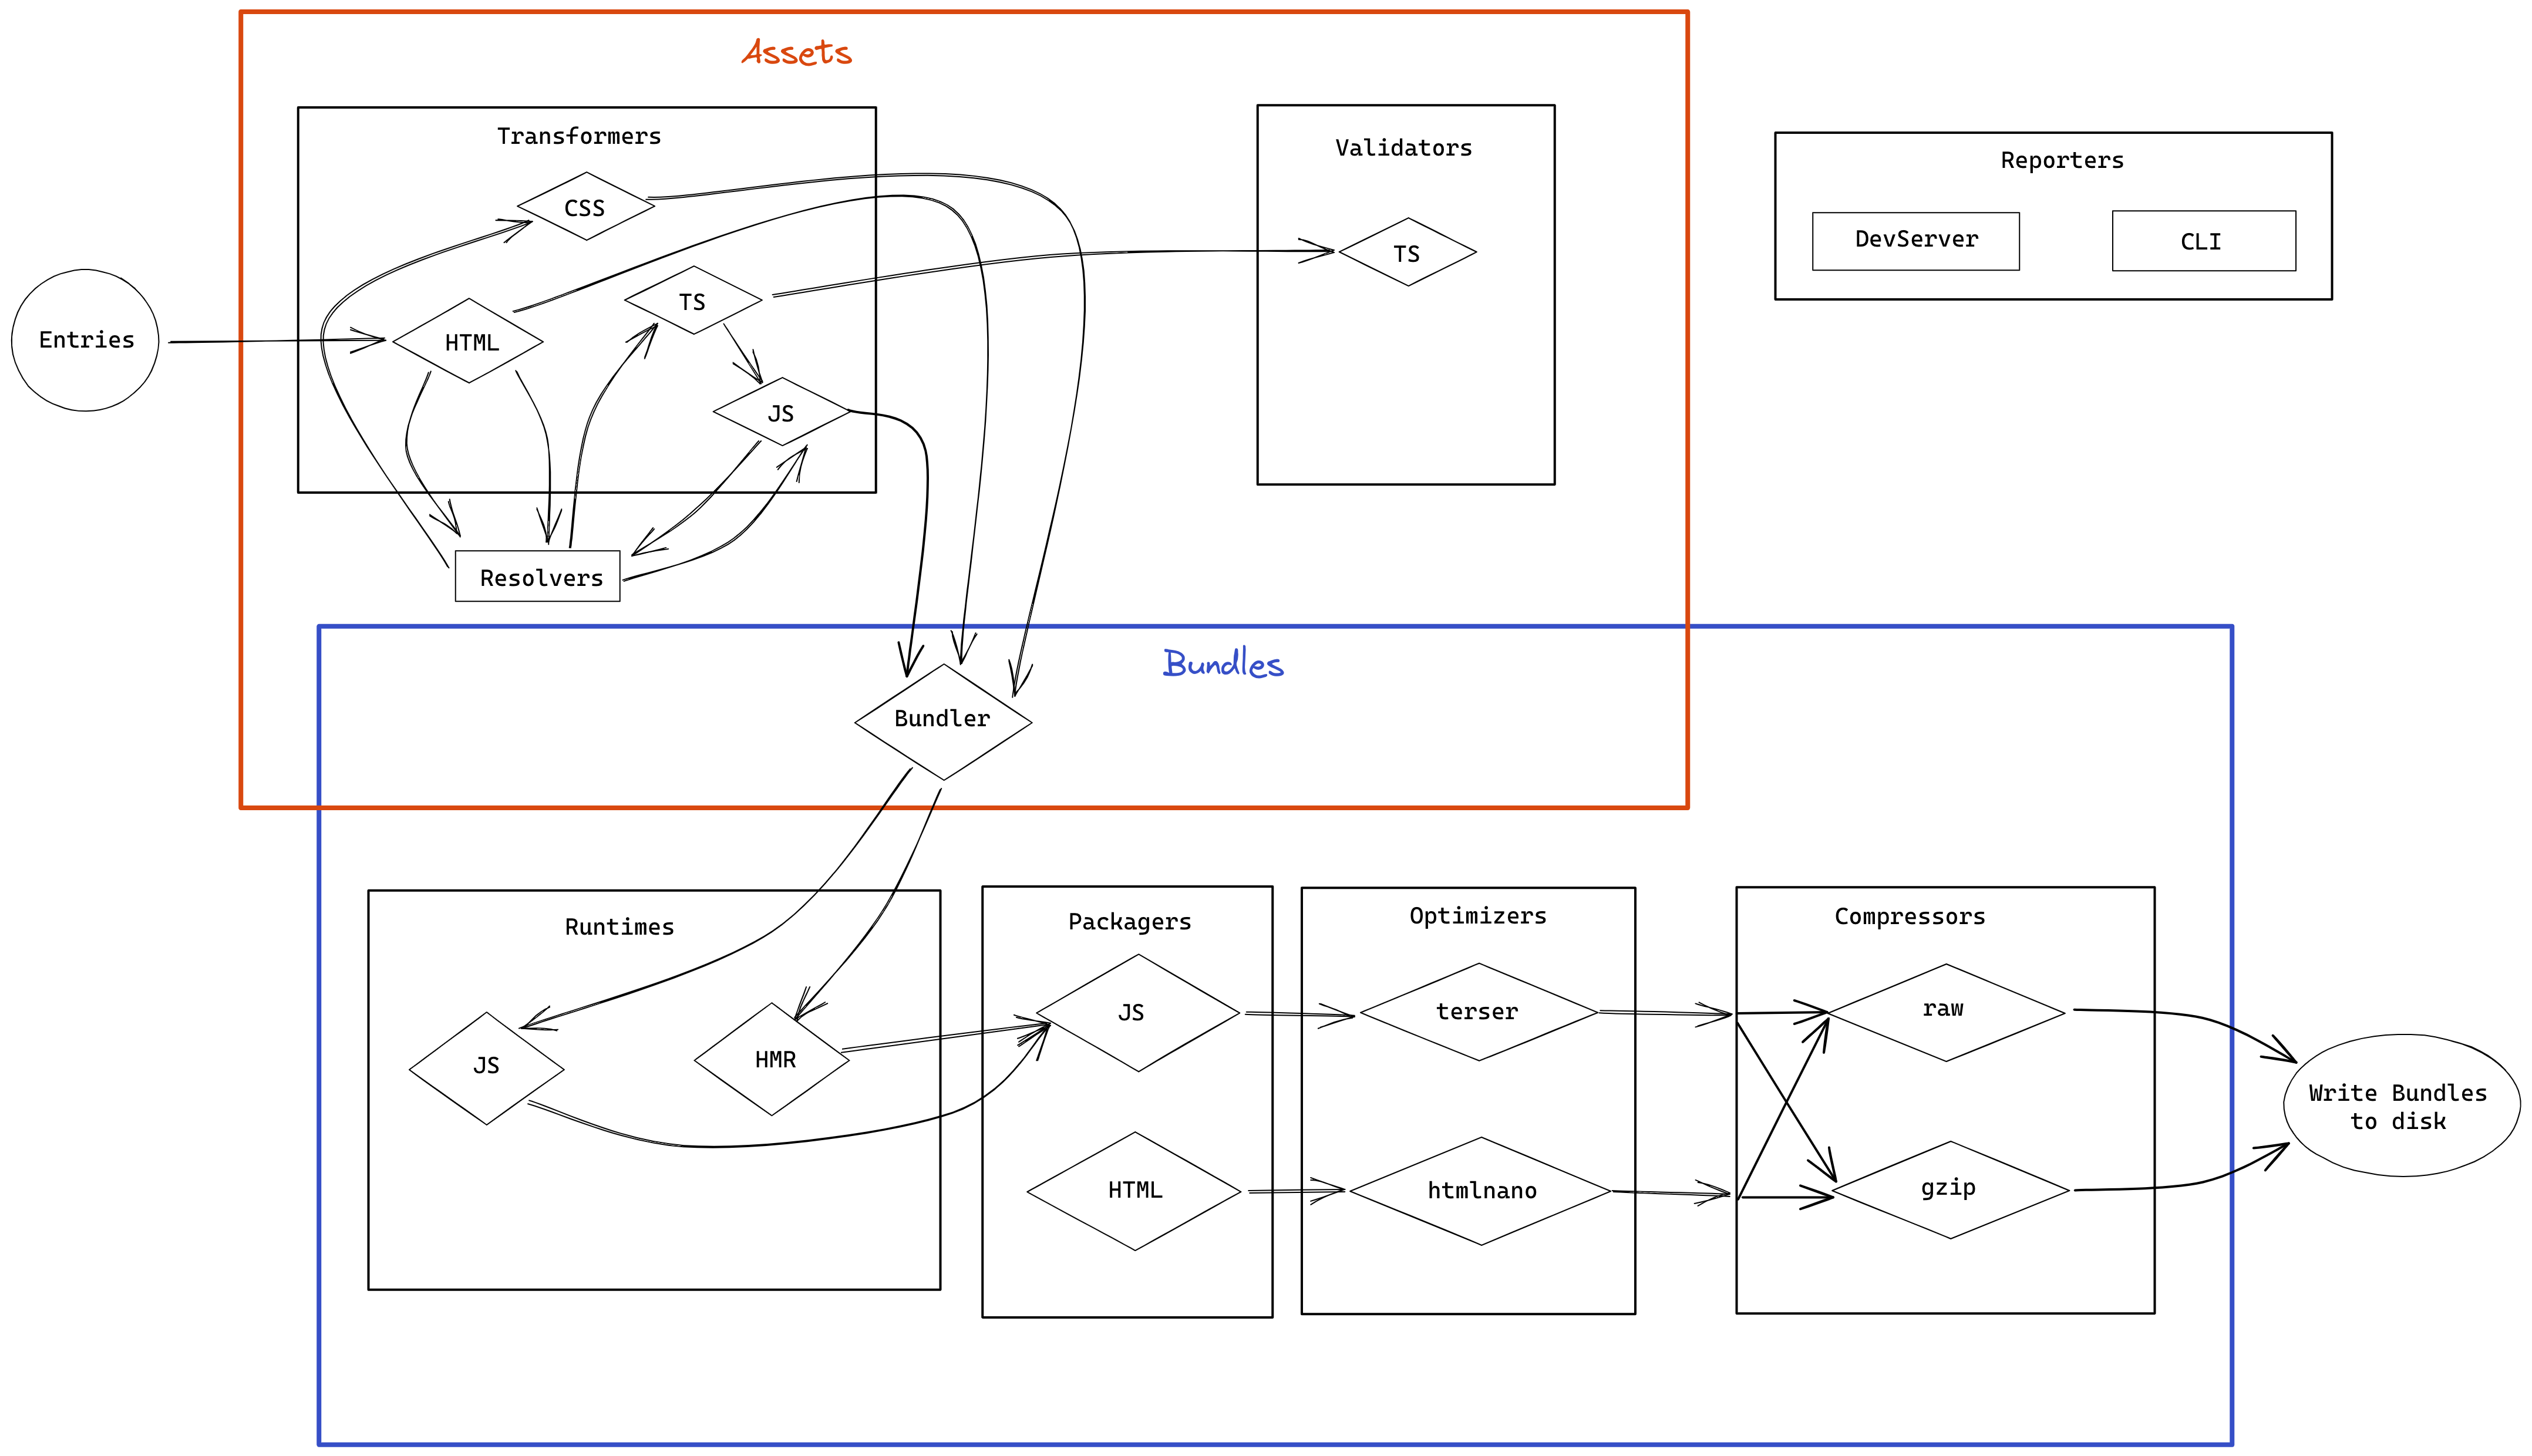 Assets
Transformers
CSS
HTML
TS
JS
Resolvers
Validators
TS
Reporters
DevServer
CLI
Entries
Bundles
Bundler
Runtimes
JS
HMR
Packagers
JS
HTML
Optimizers
terser
htmlnano
Compressors
raw
gzip
Write Bundles
to disk